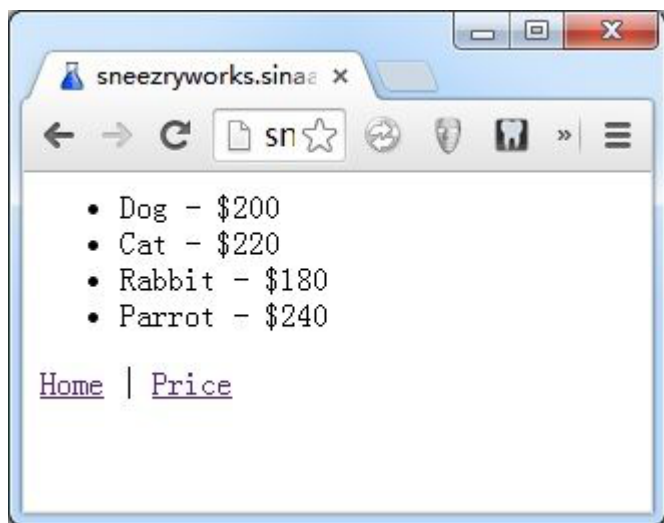 sneezryworks.sinaa
sn
Dog - $200
Cat - $220
Rabbit - $180
Parrot - $240
Home | Price